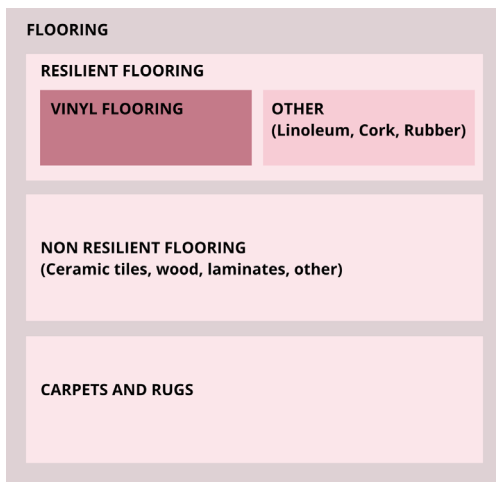 FLOORING
RESILIENT FLOORING
VINYL FLOORING
OTHER
(Linoleum, Cork, Rubber)
NON RESILIENT FLOORING
(Ceramic tiles, wood, laminates, other)
CARPETS AND RUGS